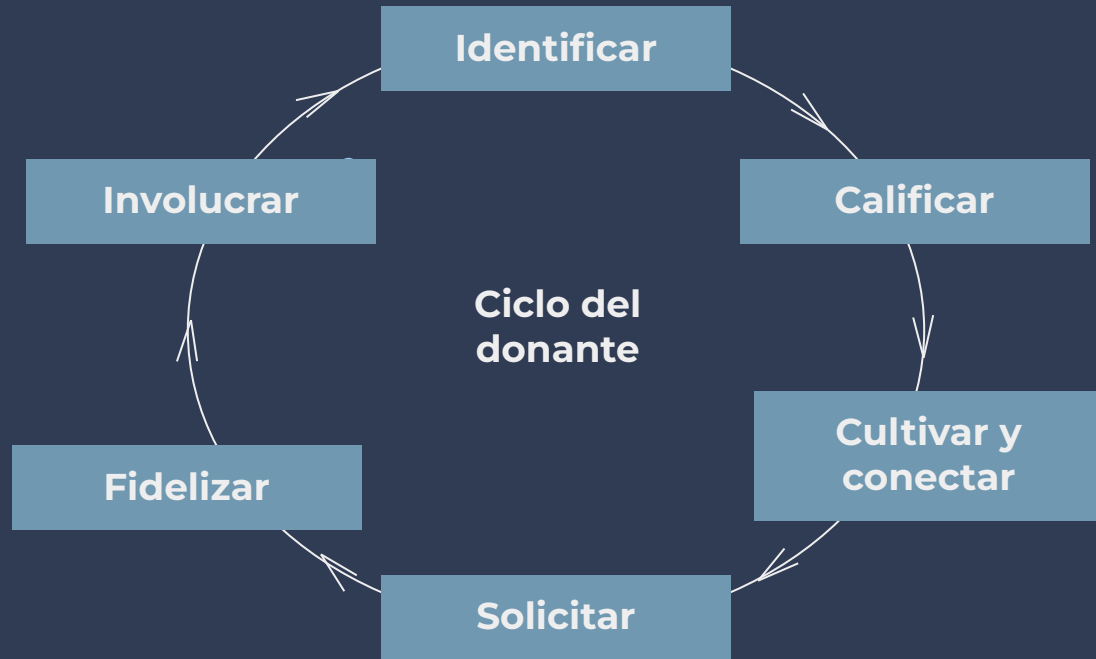 Identificar
Involucrar
Calificar
Ciclo del
donante
Cultivar y
conectar
Fidelizar
Solicitar